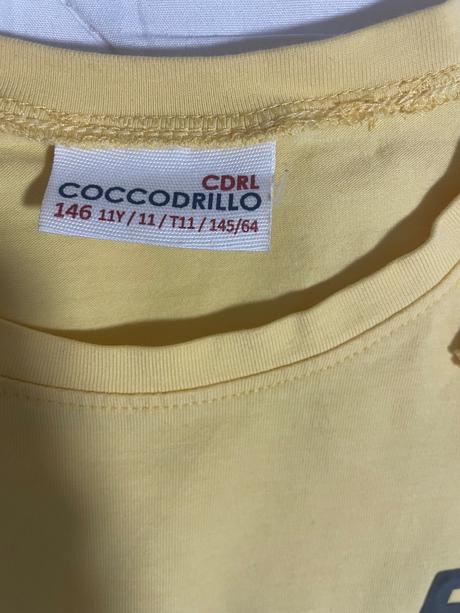 CDRL
COCCODRILLO
146 11Y / 11 / T11 / 145/64